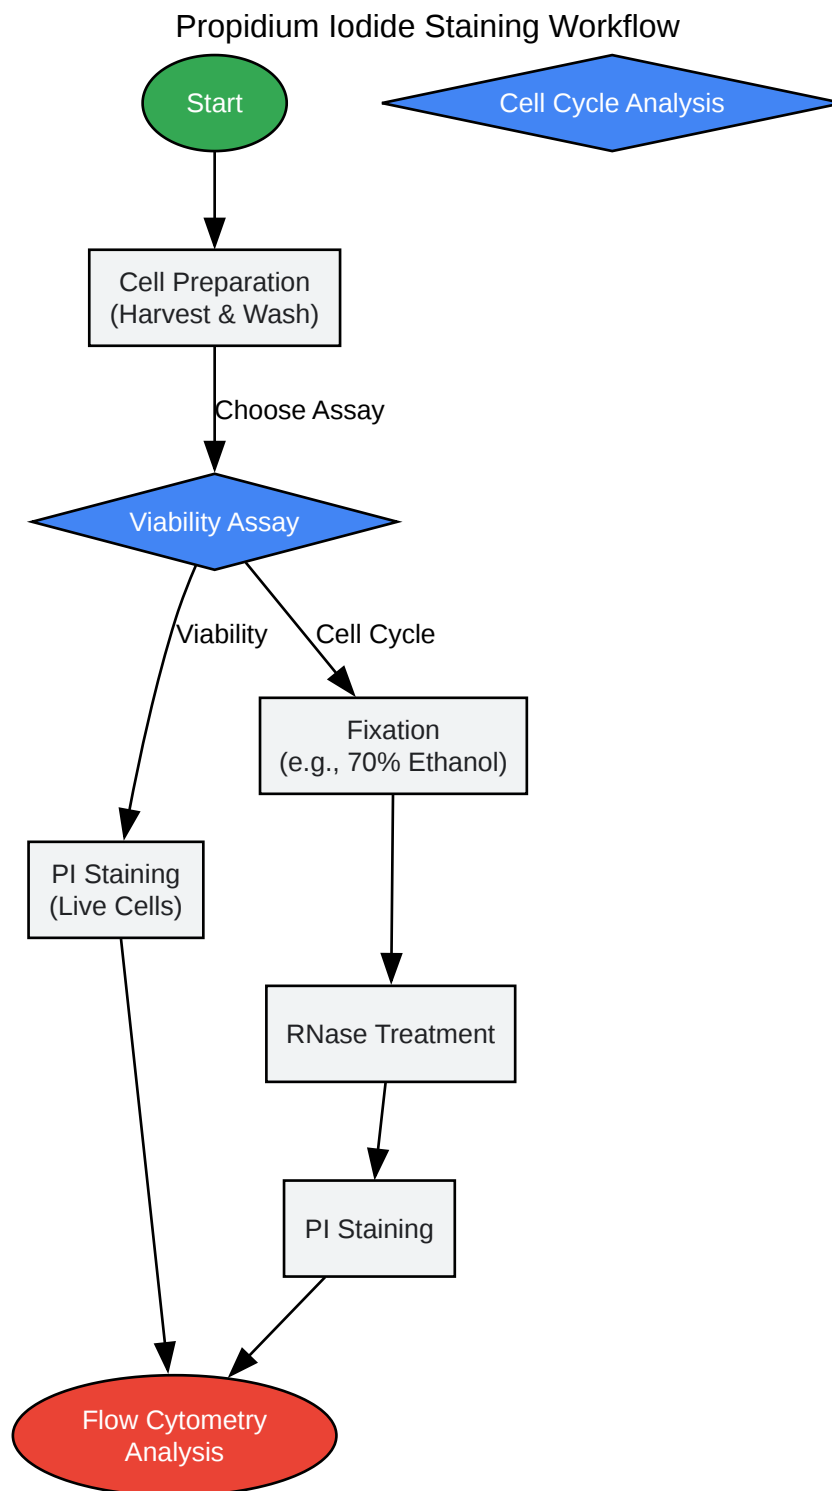 Propidium Iodide Staining Workflow
Start
Cell Cycle Analysis
Cell Preparation
(Harvest & Wash)
Choose Assay
Viability Assay
Viability
Cell Cycle
Fixation
(e.g., 70% Ethanol)
PI Staining
(Live Cells)
RNase Treatment
PI Staining
Flow Cytometry
Analysis